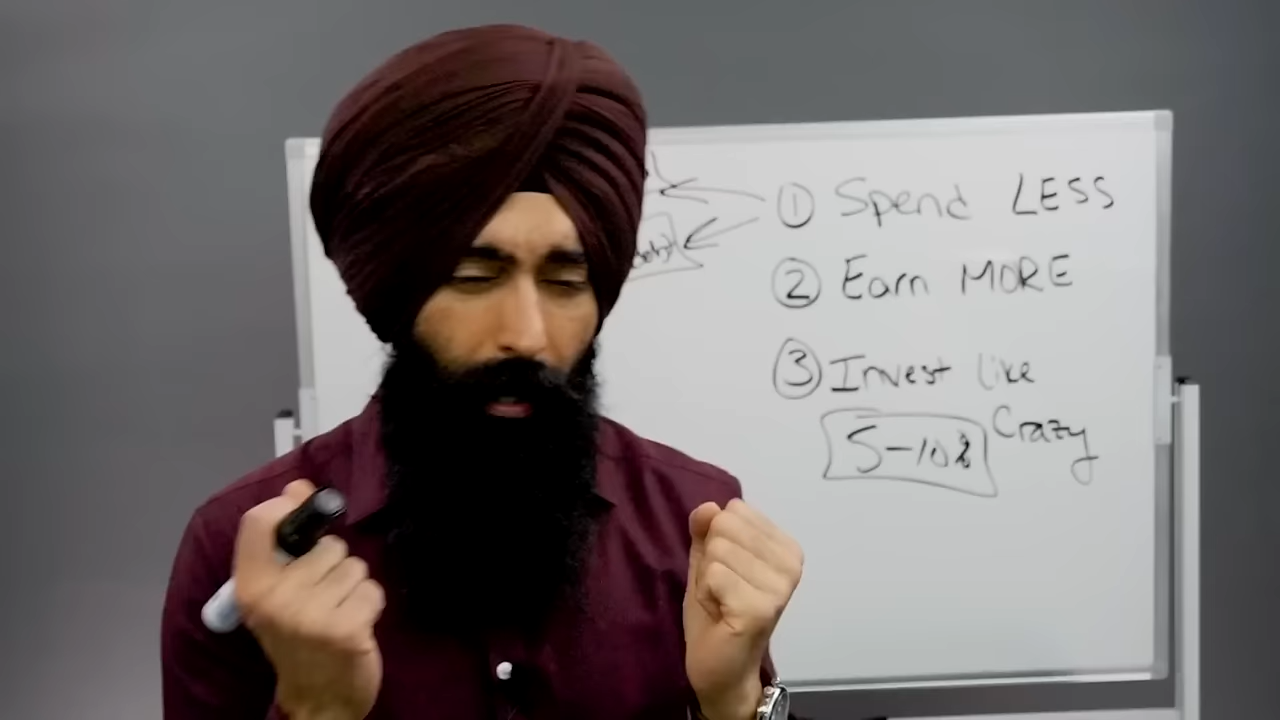 ① Spend LESS
② Earn MORE
③ Invest like
Crazy
5-10%